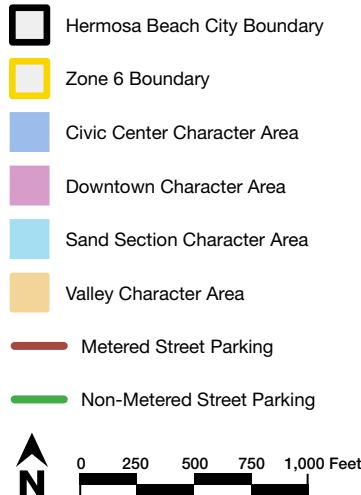 Hermosa Beach City Boundary
Zone 6 Boundary
Civic Center Character Area
Downtown Character Area
Sand Section Character Area
Valley Character Area
Metered Street Parking
Non-Metered Street Parking
N
0 250 500 750 1,000 Feet